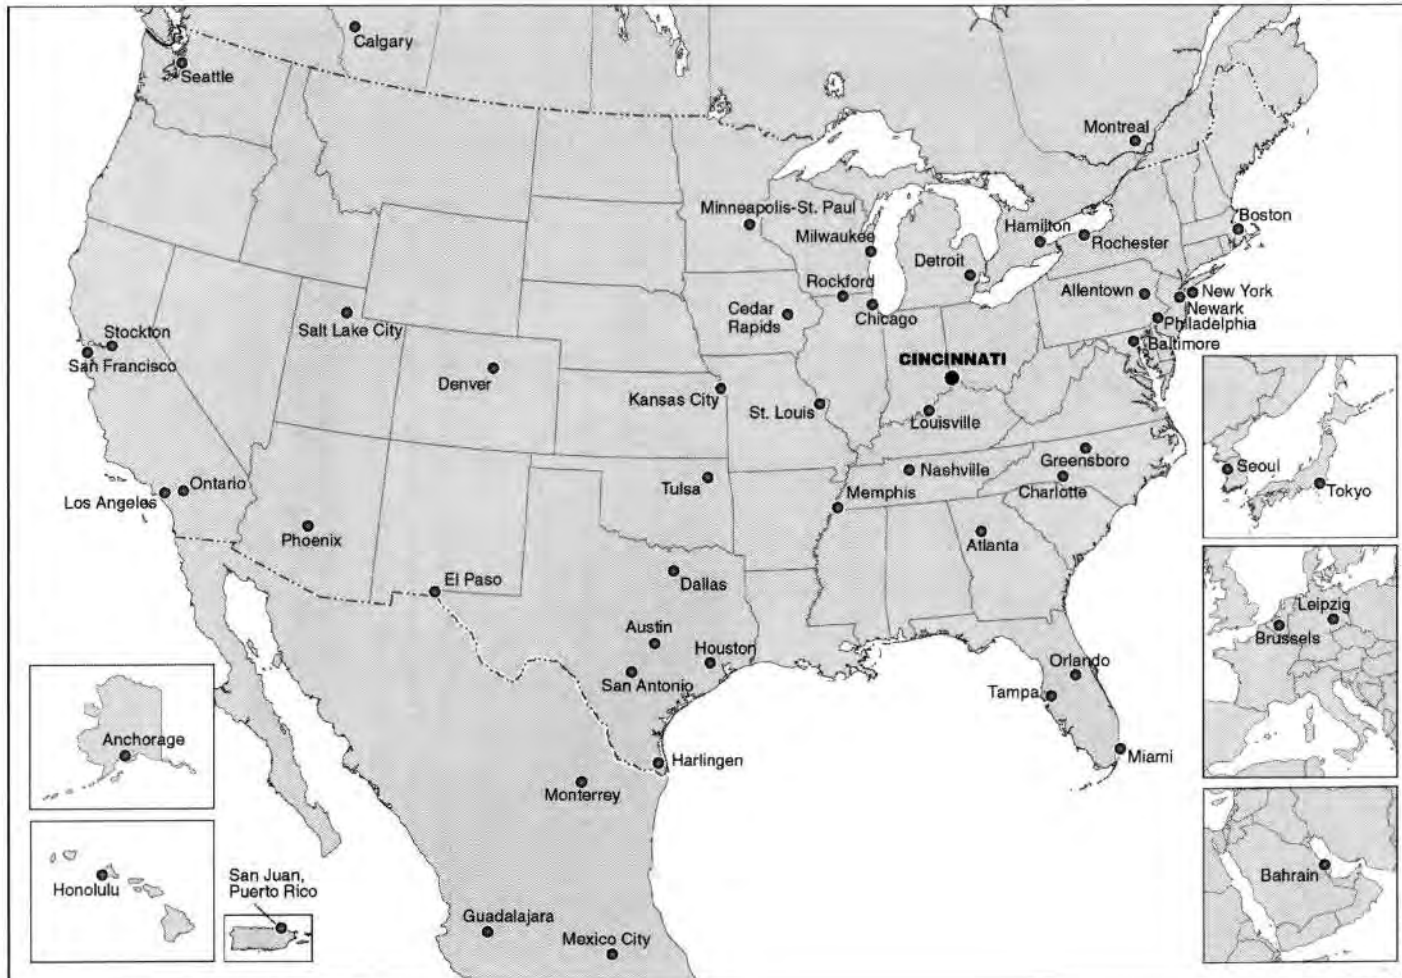 Calgary
Seattle
Montreal
Minneapolis-St. Paul
Boston
Hamilton
Milwaukee
Rochester
Detroit
Rockford
Allentown
New York
Newark
Cedar
Rapids
Chicago
Philadelphia
Salt Lake City
Stockton
Baltimore
San Francisco
CINCINNATI
Denver
Kansas City
St. Louis
Louisville
Greensboro
Nashville
Seoul
Ontario
Tulsa
Charlotte
Los Angeles
Memphis
Tokyo
Phoenix
Atlanta
El Paso
Dallas
Leipzig
Austin
Brussels
Houston
Orlando
San Antonio
Tampa
Anchorage
Harlingen
Miami
Monterrey
San Juan,
Puerto Rico
Bahrain
Honolulu
Guadalajara
Mexico City